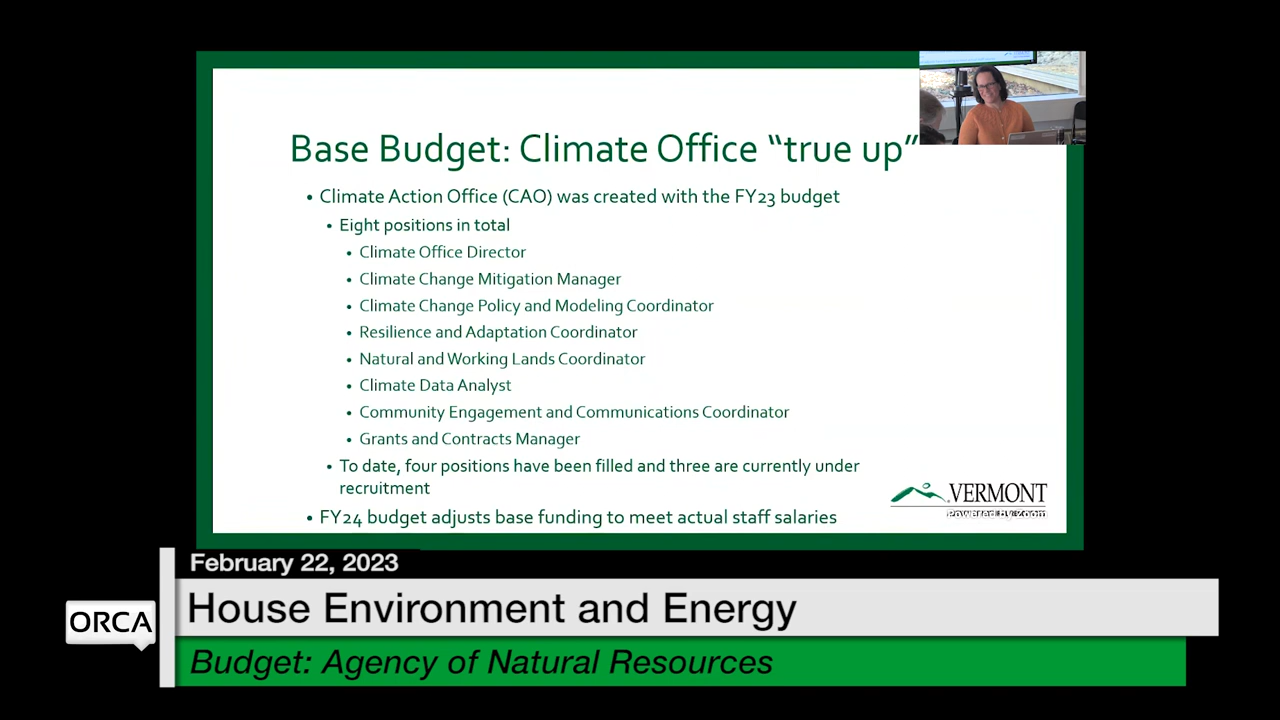 Base Budget: Climate Office “true up”
• Climate Action Office (CAO) was created with the FY23 budget
• Eight positions in total
• Climate Office Director
• Climate Change Mitigation Manager
• Climate Change Policy and Modeling Coordinator
• Resilience and Adaptation Coordinator
• Natural and Working Lands Coordinator
• Climate Data Analyst
• Community Engagement and Communications Coordinator
• Grants and Contracts Manager
• To date, four positions have been filled and three are currently under
recruitment
• FY24 budget adjusts base funding to meet actual staff salaries
VERMONT
Powered by Zoom
February 22, 2023
ORCA
House Environment and Energy
Budget: Agency of Natural Resources